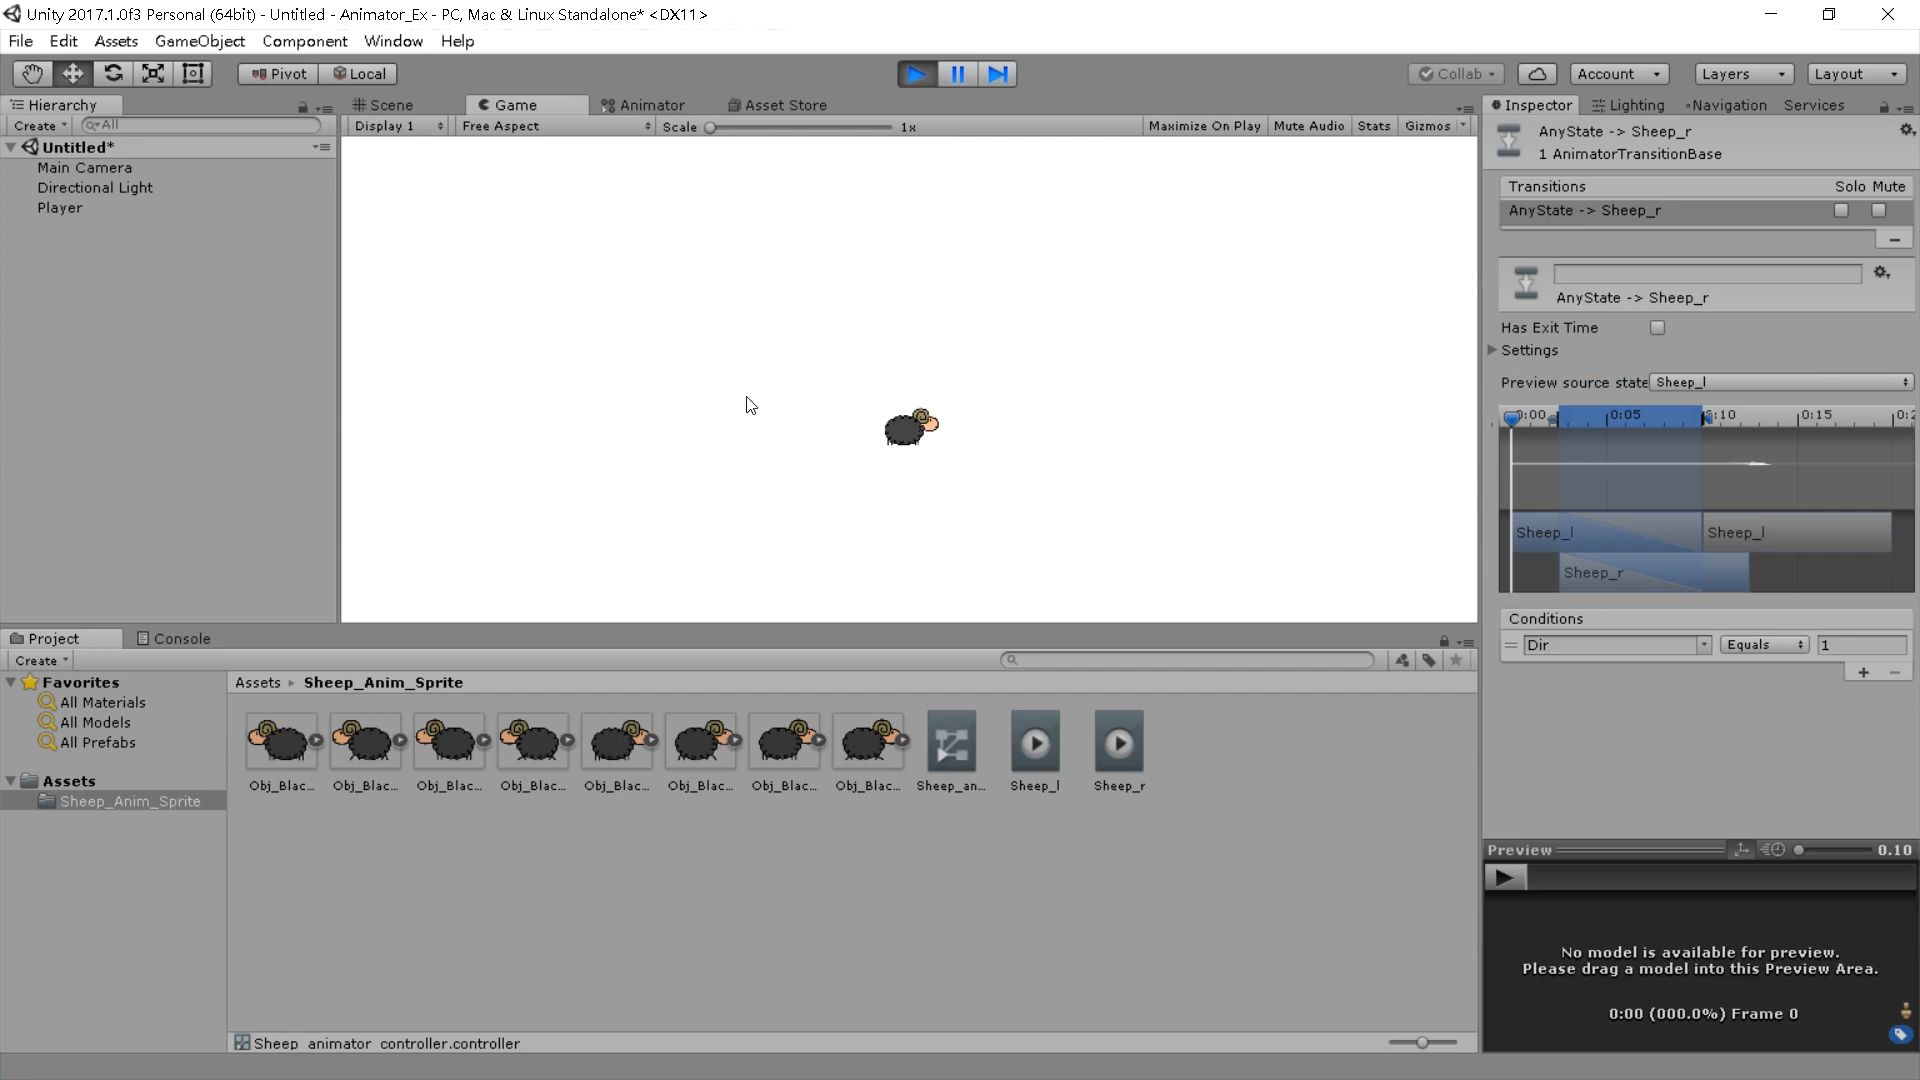 Unity 2017.1.0f3 Personal (64bit) - Untitled - Animator_Ex - PC, Mac & Linux Standalone* <DX11>
File Edit Assets GameObject Component Window Help
Pivot Local Collab Account Layers Layout
Hierarchy
Create All
Untitled*
Main Camera
Directional Light
Player
Scene Game Animator Asset Store
Display 1 Free Aspect Scale 1x Maximize On Play Mute Audio Stats Gizmos
Inspector Lighting Navigation Services
AnyState -> Sheep_r
1 AnimatorTransitionBase
Transitions Solo Mute
AnyState -> Sheep_r
AnyState -> Sheep_r
Has Exit Time
Settings
Preview source state Sheep_l
0:00 0:05 0:10 0:15 0:2
Sheep_l Sheep_l
Sheep_r
Conditions
Dir Equals 1
Project Console
Create
Favorites
All Materials
All Models
All Prefabs
Assets
Sheep_Anim_Sprite
Assets Sheep_Anim_Sprite
Obj_Blac... Obj_Blac... Obj_Blac... Obj_Blac... Obj_Blac... Obj_Blac... Obj_Blac... Obj_Blac... Sheep_an... Sheep_l Sheep_r
Sheep_animator_controller.controller
Preview 0.10
No model is available for preview.
Please drag a model into this Preview Area.
0:00 (000.0%) Frame 0